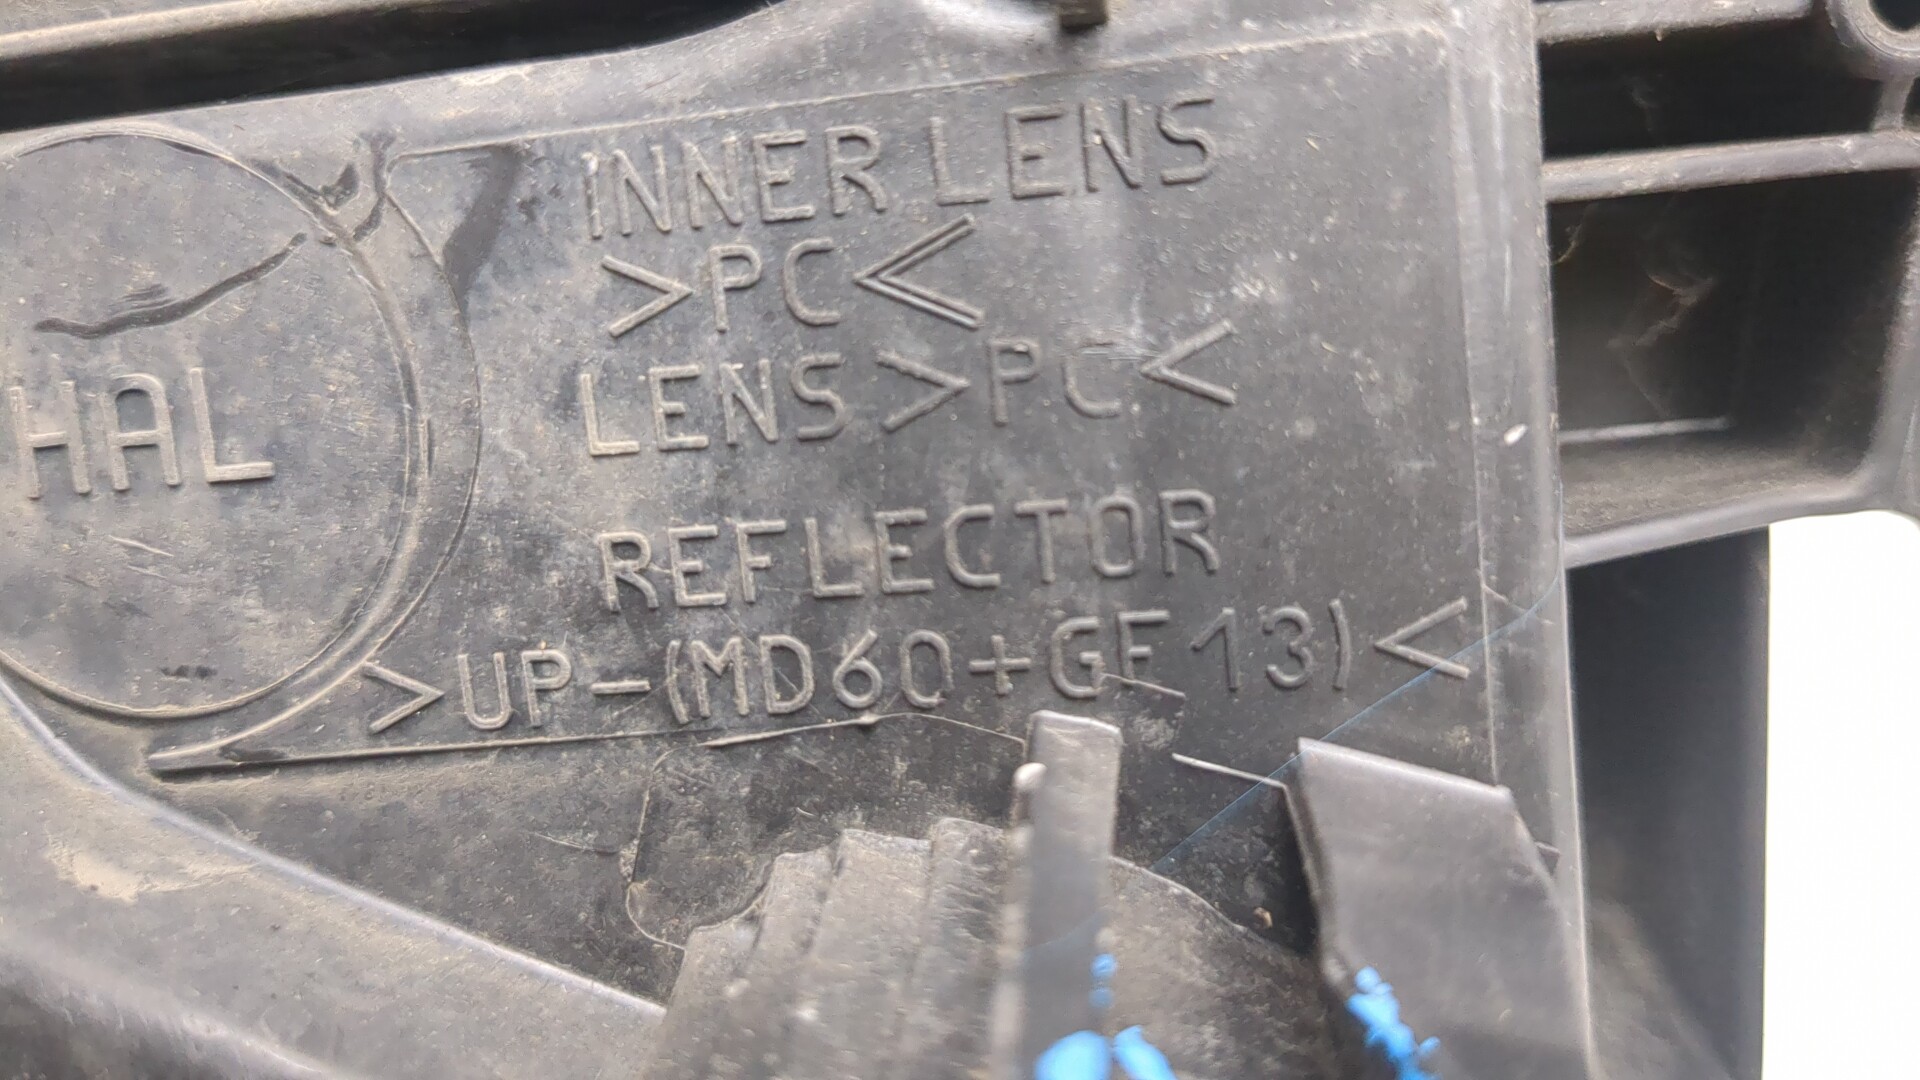 HAL
INNER LENS
>PC<
LENS>PC<
REFLECTOR
>UP-(MD60+GF13)<